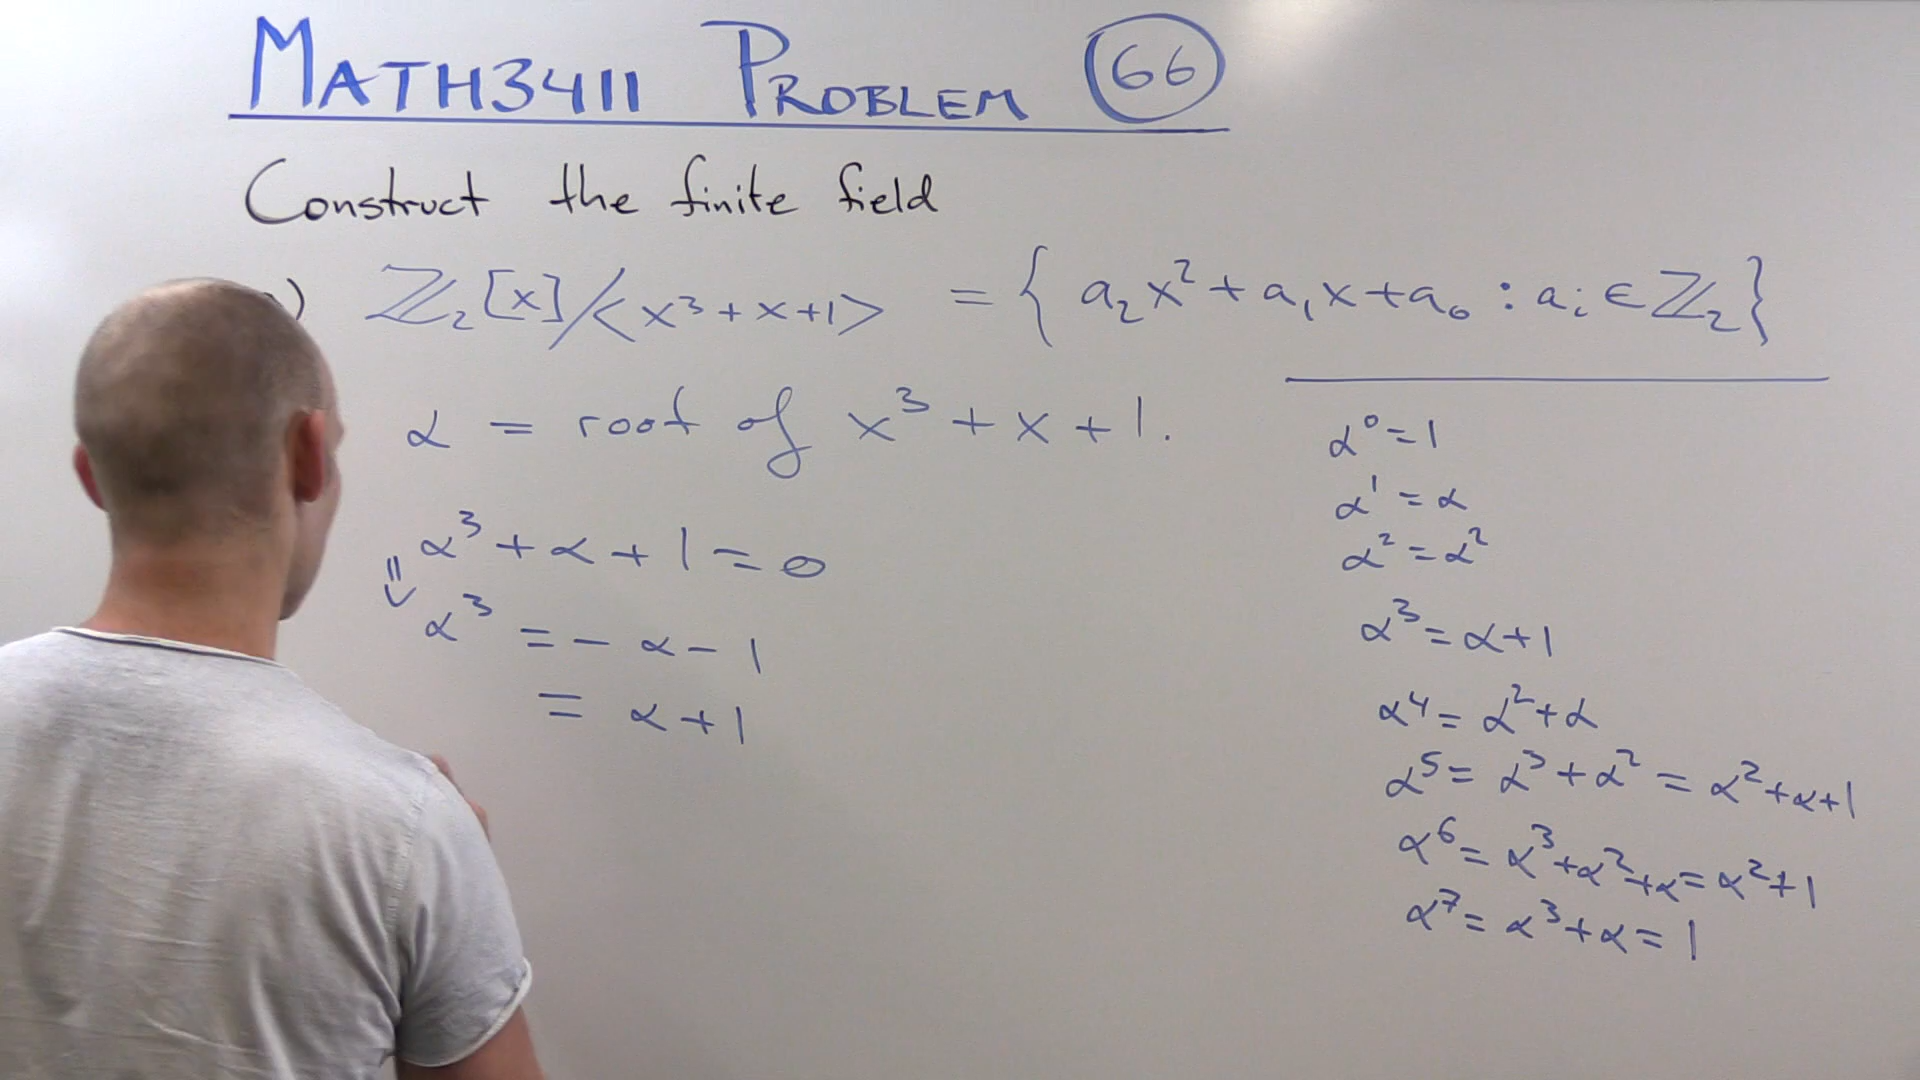 MATH3411 PROBLEM 66
Construct the finite field
) ℤ₂[x]/<x³+x+1> = { a₂x²+a₁x+a₀ : aᵢ ∈ ℤ₂}
α = root of x³ + x + 1.
α³ + α + 1 = 0
⇓
α³ = - α - 1
= α + 1
α⁰ = 1
α¹ = α
α² = α²
α³ = α+1
α⁴ = α²+α
α⁵ = α³+α² = α²+α+1
α⁶ = α³+α²+α = α²+1
α⁷ = α³+α = 1